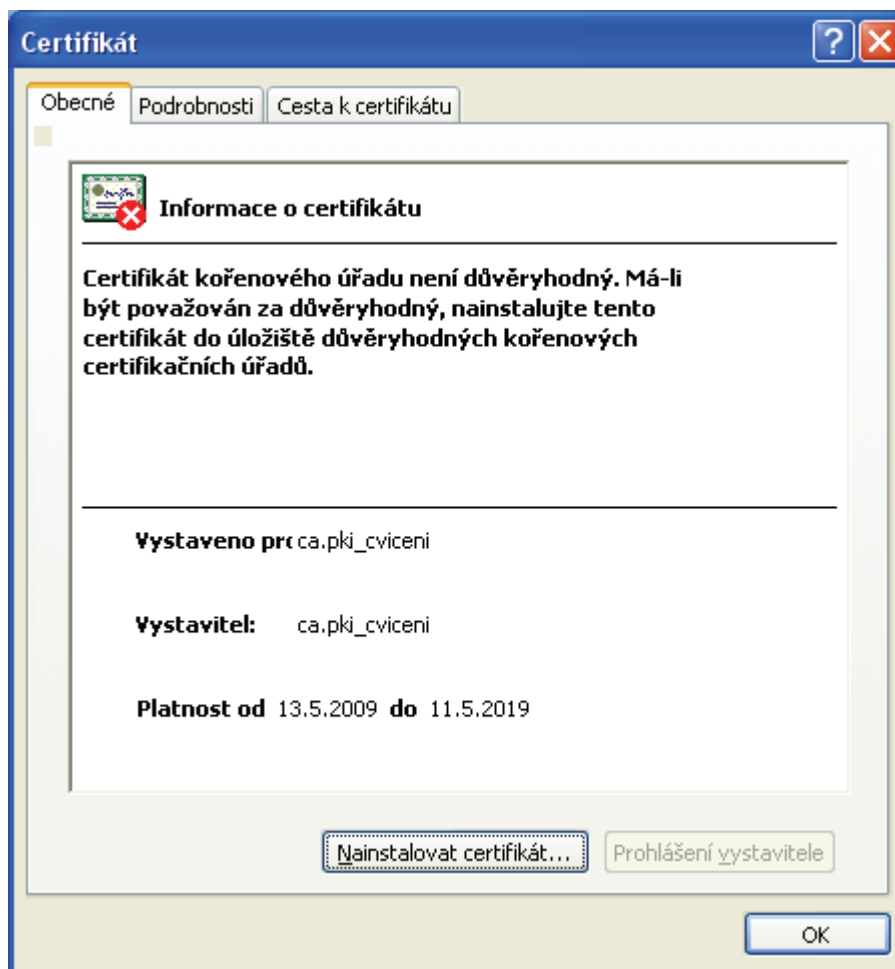 Certifikát
Obecné Podrobnosti Cesta k certifikátu
Informace o certifikátu
Certifikát kořenového úřadu není důvěryhodný. Má-li
být považován za důvěryhodný, nainstalujte tento
certifikát do úložiště důvěryhodných kořenových
certifikačních úřadů.
Vystaveno pro ca.pki_cviceni
Vystavitel: ca.pki_cviceni
Platnost od 13.5.2009 do 11.5.2019
Nainstalovat certifikát... Prohlášení vystavitele
OK